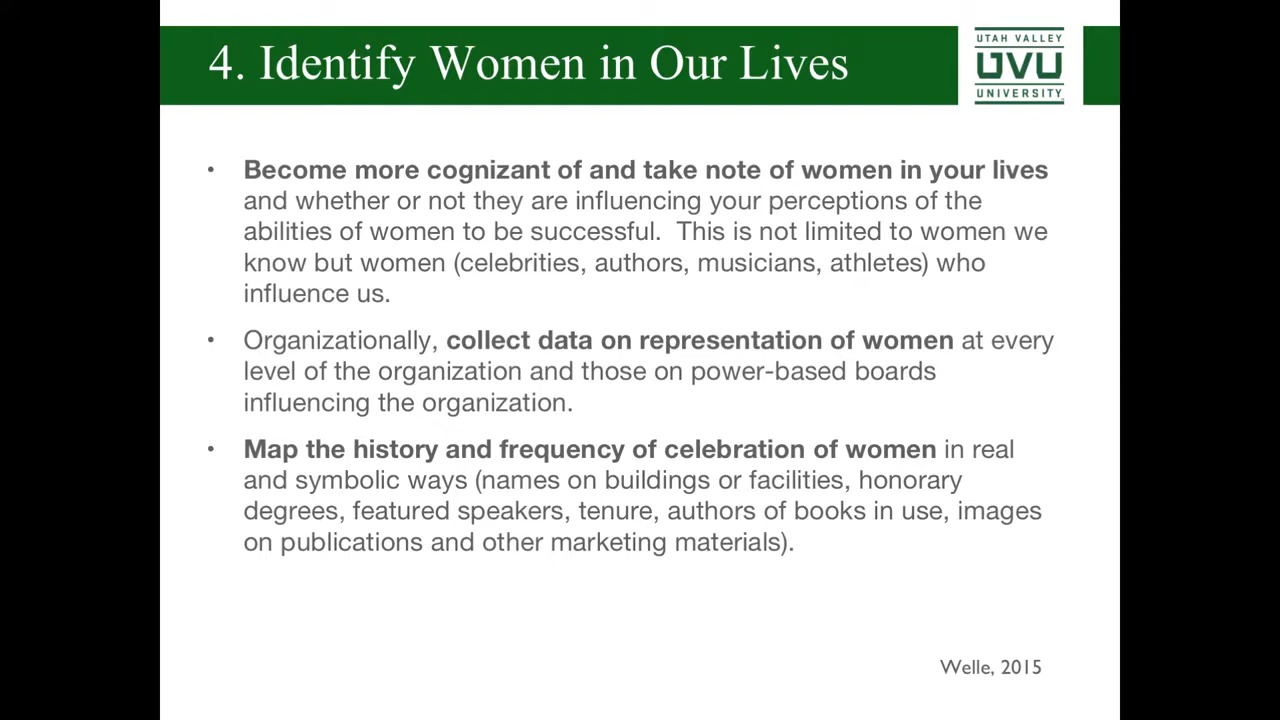 4. Identify Women in Our Lives
UTAH VALLEY
UVU
UNIVERSITY
• Become more cognizant of and take note of women in your lives
and whether or not they are influencing your perceptions of the
abilities of women to be successful.  This is not limited to women we
know but women (celebrities, authors, musicians, athletes) who
influence us.
• Organizationally, collect data on representation of women at every
level of the organization and those on power-based boards
influencing the organization.
• Map the history and frequency of celebration of women in real
and symbolic ways (names on buildings or facilities, honorary
degrees, featured speakers, tenure, authors of books in use, images
on publications and other marketing materials).
Welle, 2015